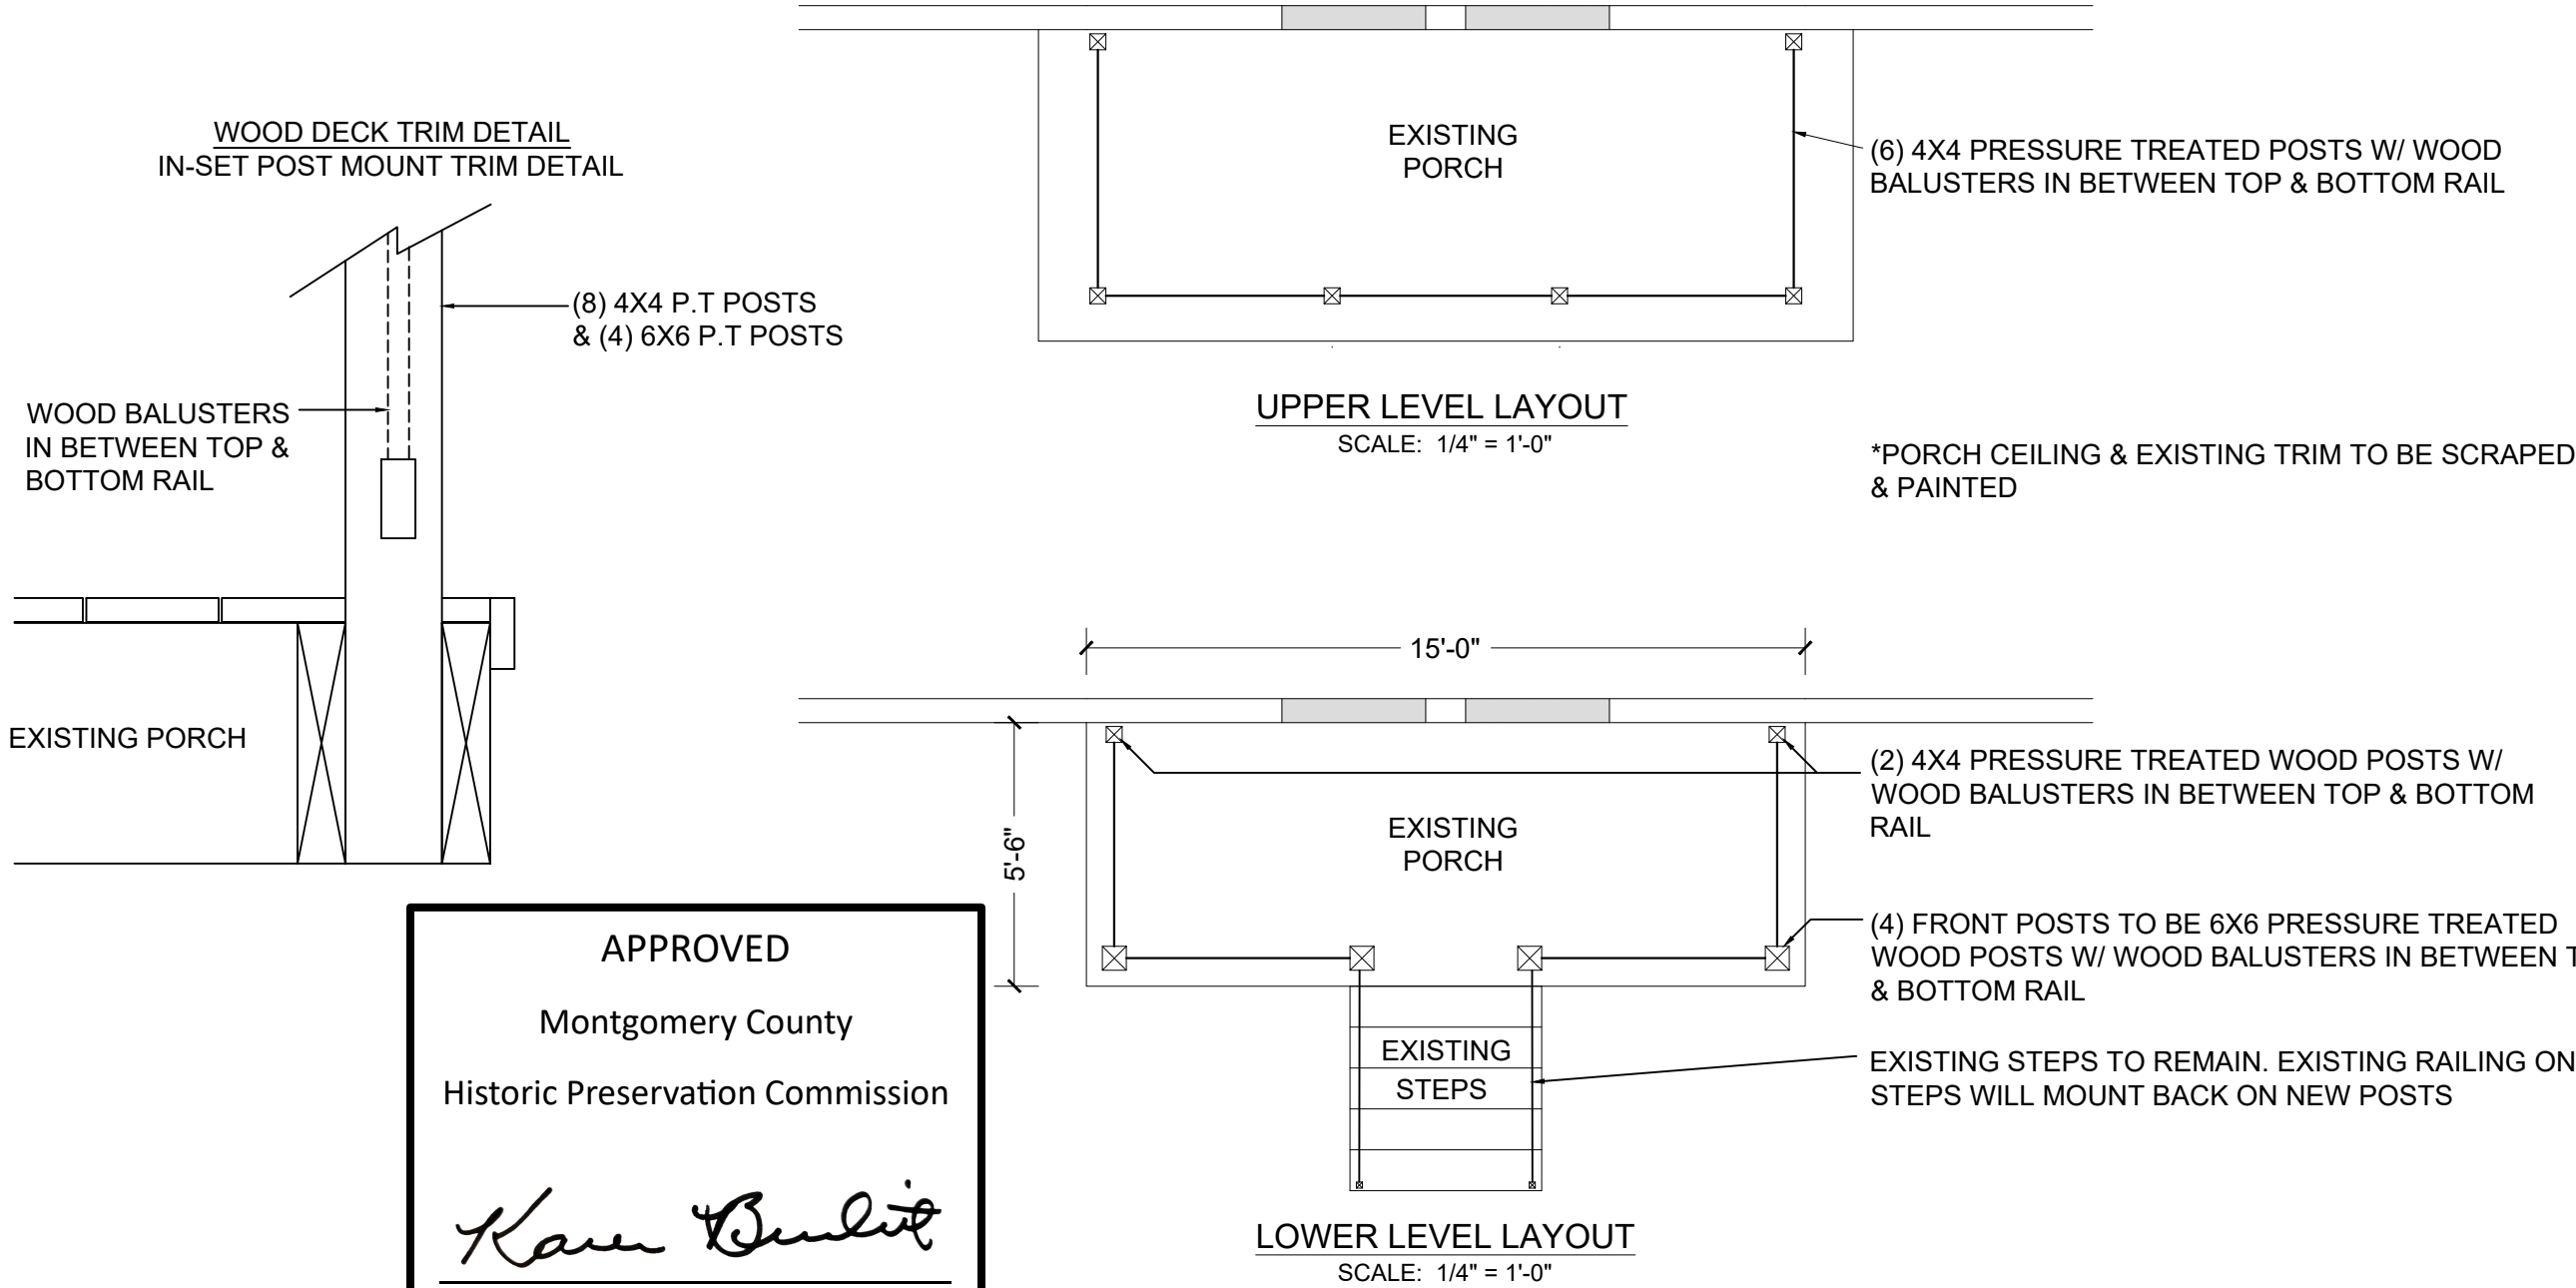 WOOD DECK TRIM DETAIL
IN-SET POST MOUNT TRIM DETAIL
(8) 4X4 P.T POSTS
& (4) 6X6 P.T POSTS
WOOD BALUSTERS
IN BETWEEN TOP &
BOTTOM RAIL
EXISTING PORCH
EXISTING
PORCH
(6) 4X4 PRESSURE TREATED POSTS W/ WOOD
BALUSTERS IN BETWEEN TOP & BOTTOM RAIL
UPPER LEVEL LAYOUT
SCALE: 1/4" = 1'-0"
*PORCH CEILING & EXISTING TRIM TO BE SCRAPED
& PAINTED
15'-0"
5'-6"
EXISTING
PORCH
(2) 4X4 PRESSURE TREATED WOOD POSTS W/
WOOD BALUSTERS IN BETWEEN TOP & BOTTOM
RAIL
(4) FRONT POSTS TO BE 6X6 PRESSURE TREATED
WOOD POSTS W/ WOOD BALUSTERS IN BETWEEN
& BOTTOM RAIL
EXISTING
STEPS
EXISTING STEPS TO REMAIN. EXISTING RAILING ON
STEPS WILL MOUNT BACK ON NEW POSTS
LOWER LEVEL LAYOUT
SCALE: 1/4" = 1'-0"
APPROVED
Montgomery County
Historic Preservation Commission
Karen